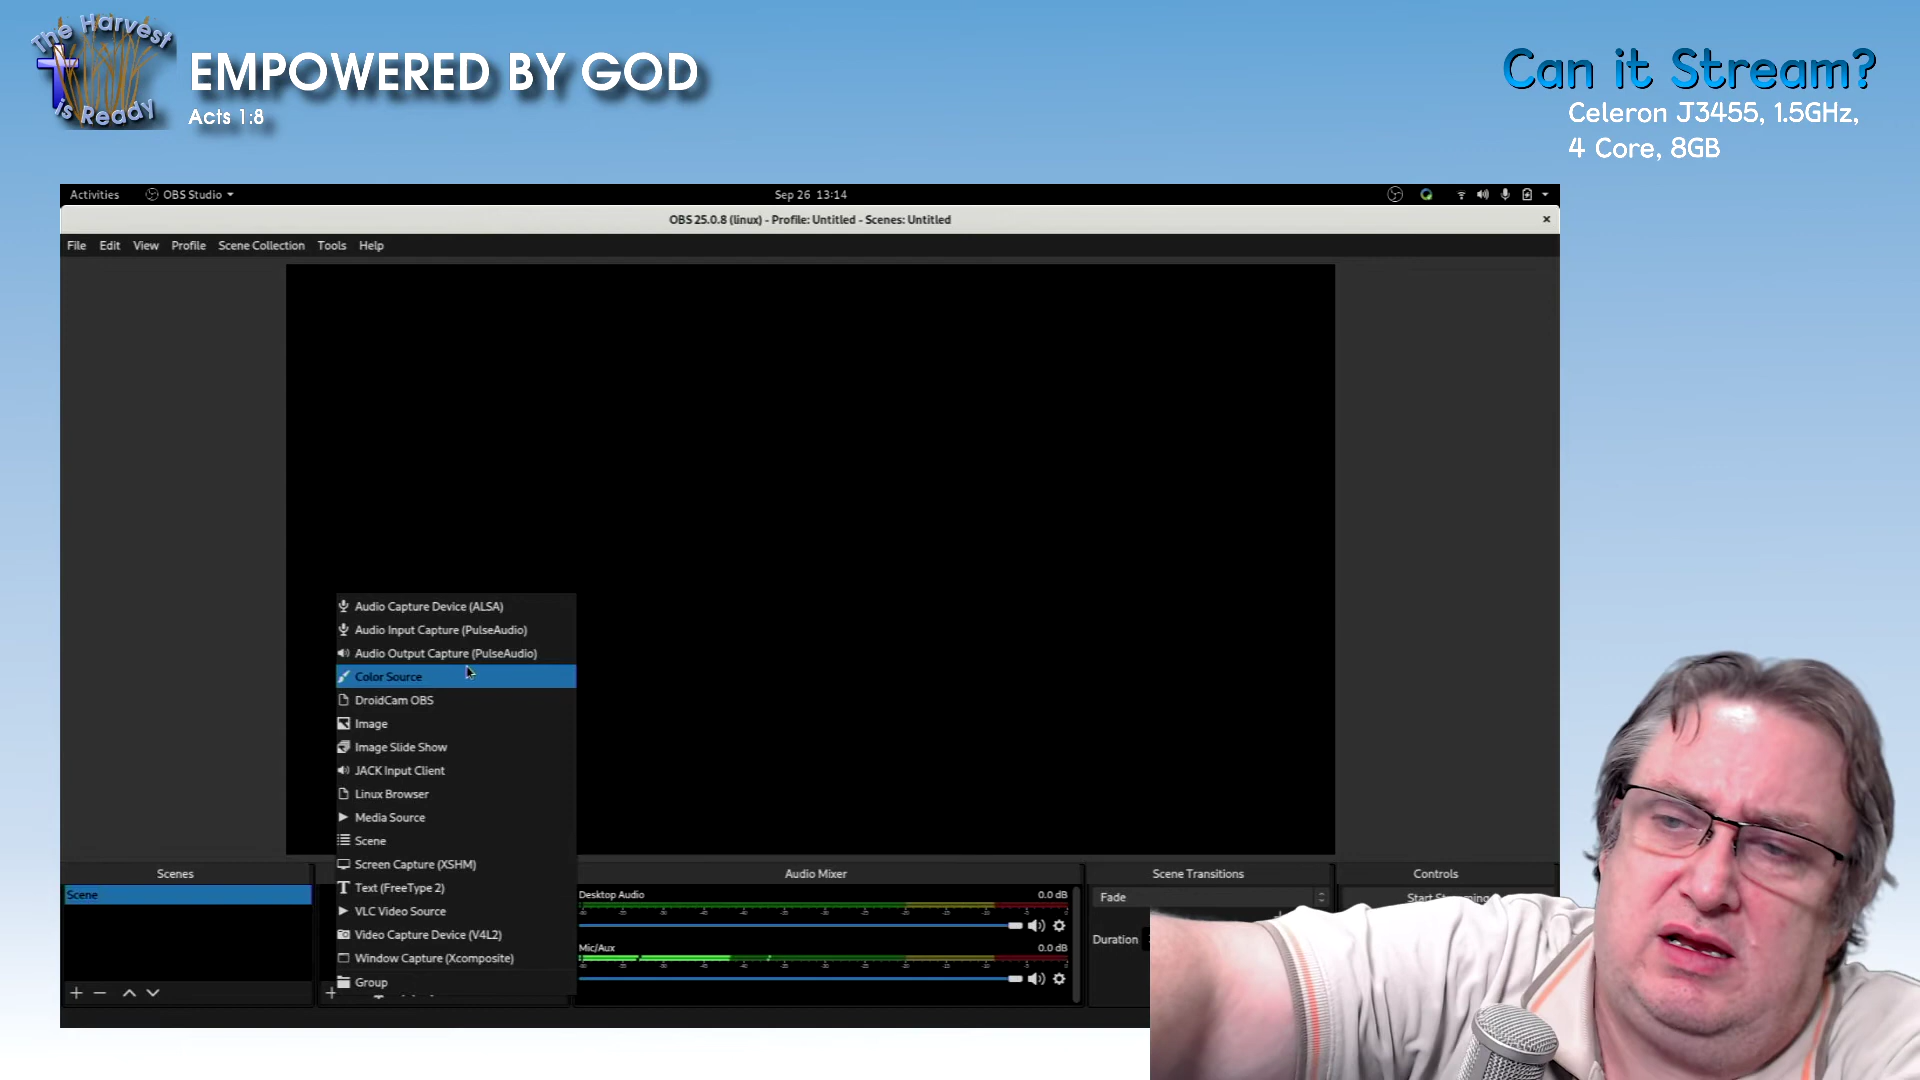 The Harvest
is Ready
EMPOWERED BY GOD
Acts 1:8
Can it Stream?
Celeron J3455, 1.5GHz,
4 Core, 8GB
Activities OBS Studio Sep 26 13:14
OBS 25.0.8 (linux) - Profile: Untitled - Scenes: Untitled
File Edit View Profile Scene Collection Tools Help
Audio Capture Device (ALSA)
Audio Input Capture (PulseAudio)
Audio Output Capture (PulseAudio)
Color Source
DroidCam OBS
Image
Image Slide Show
JACK Input Client
Linux Browser
Media Source
Scene
Screen Capture (XSHM)
Text (FreeType 2)
VLC Video Source
Video Capture Device (V4L2)
Window Capture (Xcomposite)
Group
Scenes
Scene
Audio Mixer
Desktop Audio 0.0 dB
Mic/Aux 0.0 dB
Scene Transitions
Fade
Duration
Controls
Start Streaming